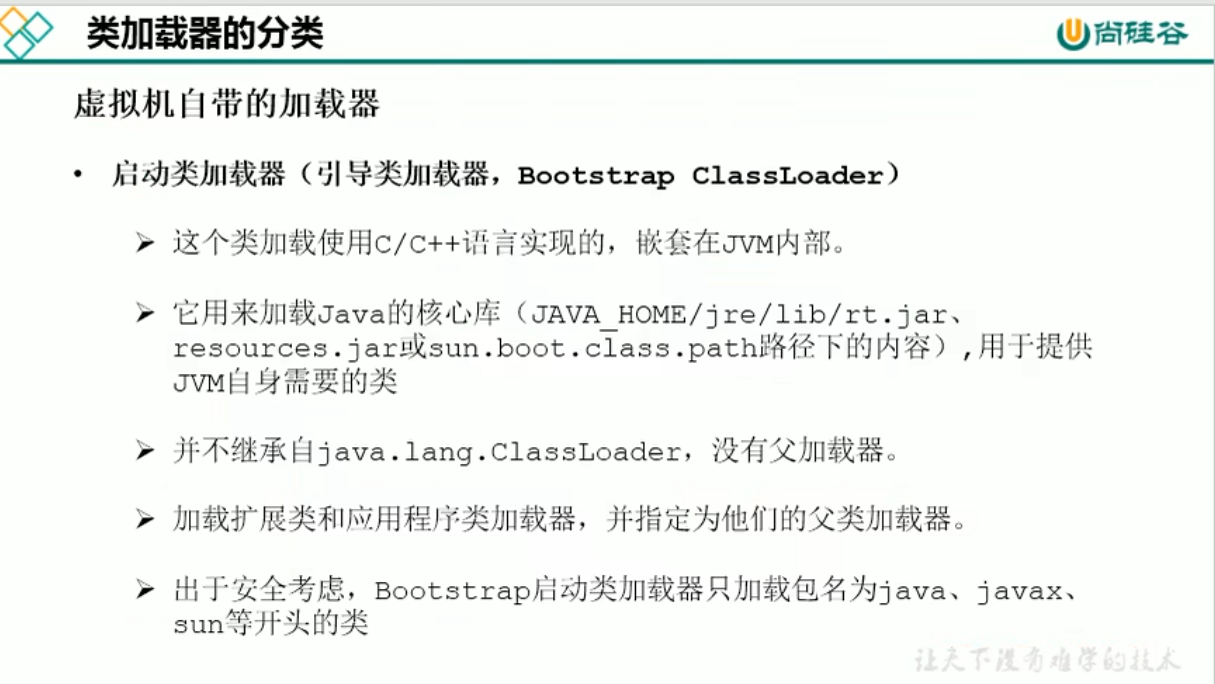 类加载器的分类
尚硅谷
虚拟机自带的加载器
• 启动类加载器（引导类加载器，Bootstrap ClassLoader）
➢ 这个类加载使用C/C++语言实现的，嵌套在JVM内部。
➢ 它用来加载Java的核心库（JAVA_HOME/jre/lib/rt.jar、
resources.jar或sun.boot.class.path路径下的内容）,用于提供
JVM自身需要的类
➢ 并不继承自java.lang.ClassLoader，没有父加载器。
➢ 加载扩展类和应用程序类加载器，并指定为他们的父类加载器。
➢ 出于安全考虑，Bootstrap启动类加载器只加载包名为java、javax、
sun等开头的类
让天下没有难学的技术